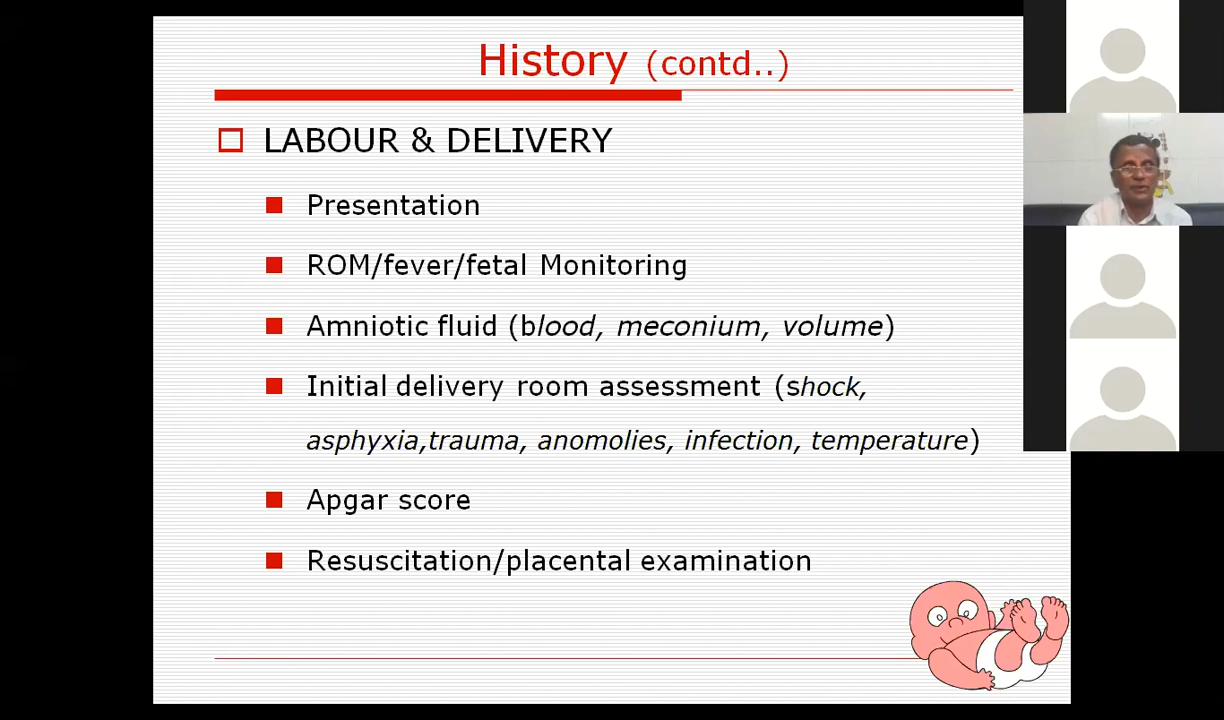 History (contd..)
LABOUR & DELIVERY
Presentation
ROM/fever/fetal Monitoring
Amniotic fluid (blood, meconium, volume)
Initial delivery room assessment (shock,
asphyxia,trauma, anomolies, infection, temperature)
Apgar score
Resuscitation/placental examination